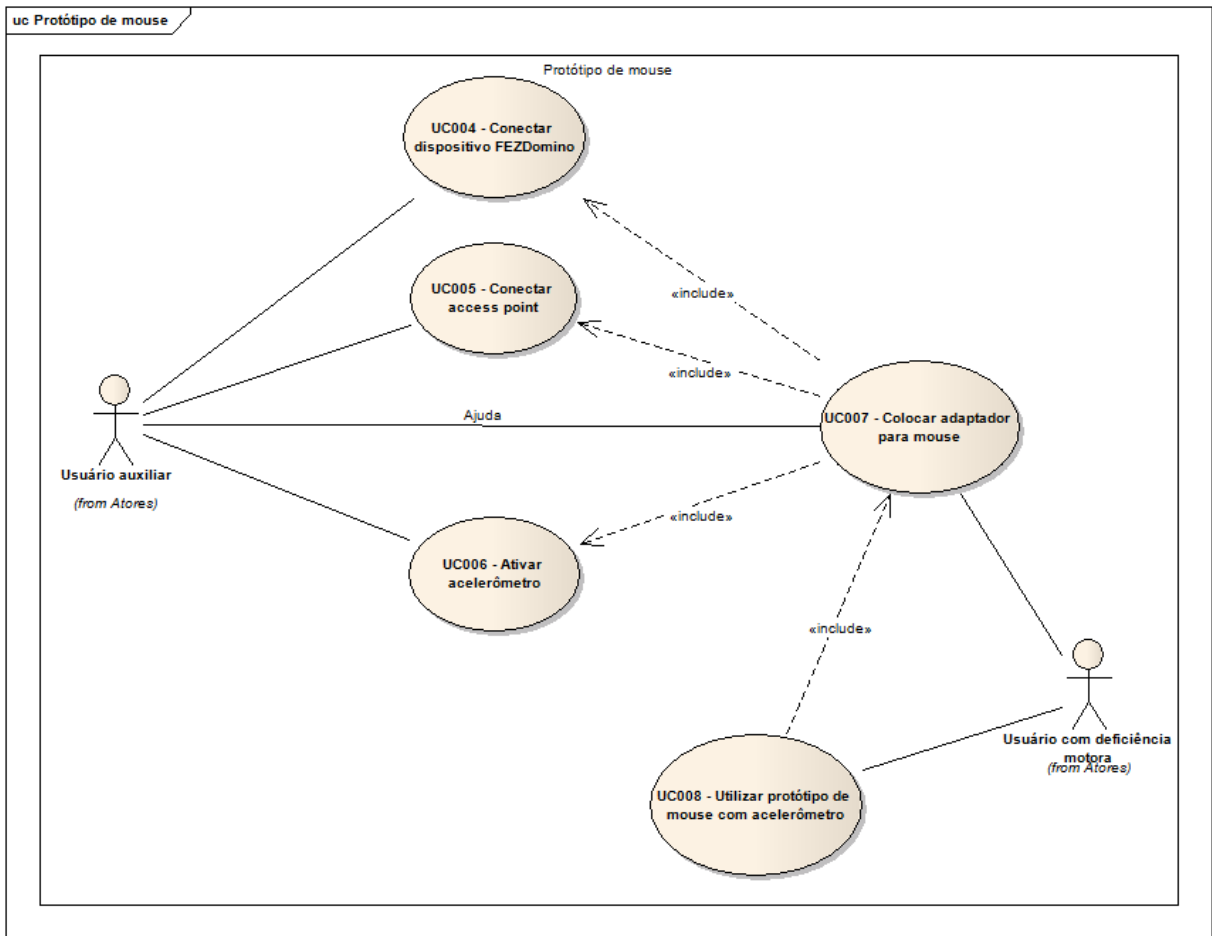 uc Protótipo de mouse
Protótipo de mouse
UC004 - Conectar
dispositivo FEZDomino
UC005 - Conectar
access point
«include»
«include»
Ajuda
UC007 - Colocar adaptador
para mouse
Usuário auxiliar
(from Atores)
«include»
UC006 - Ativar
acelerômetro
«include»
Usuário com deficiência
motora
(from Atores)
UC008 - Utilizar protótipo de
mouse com acelerômetro